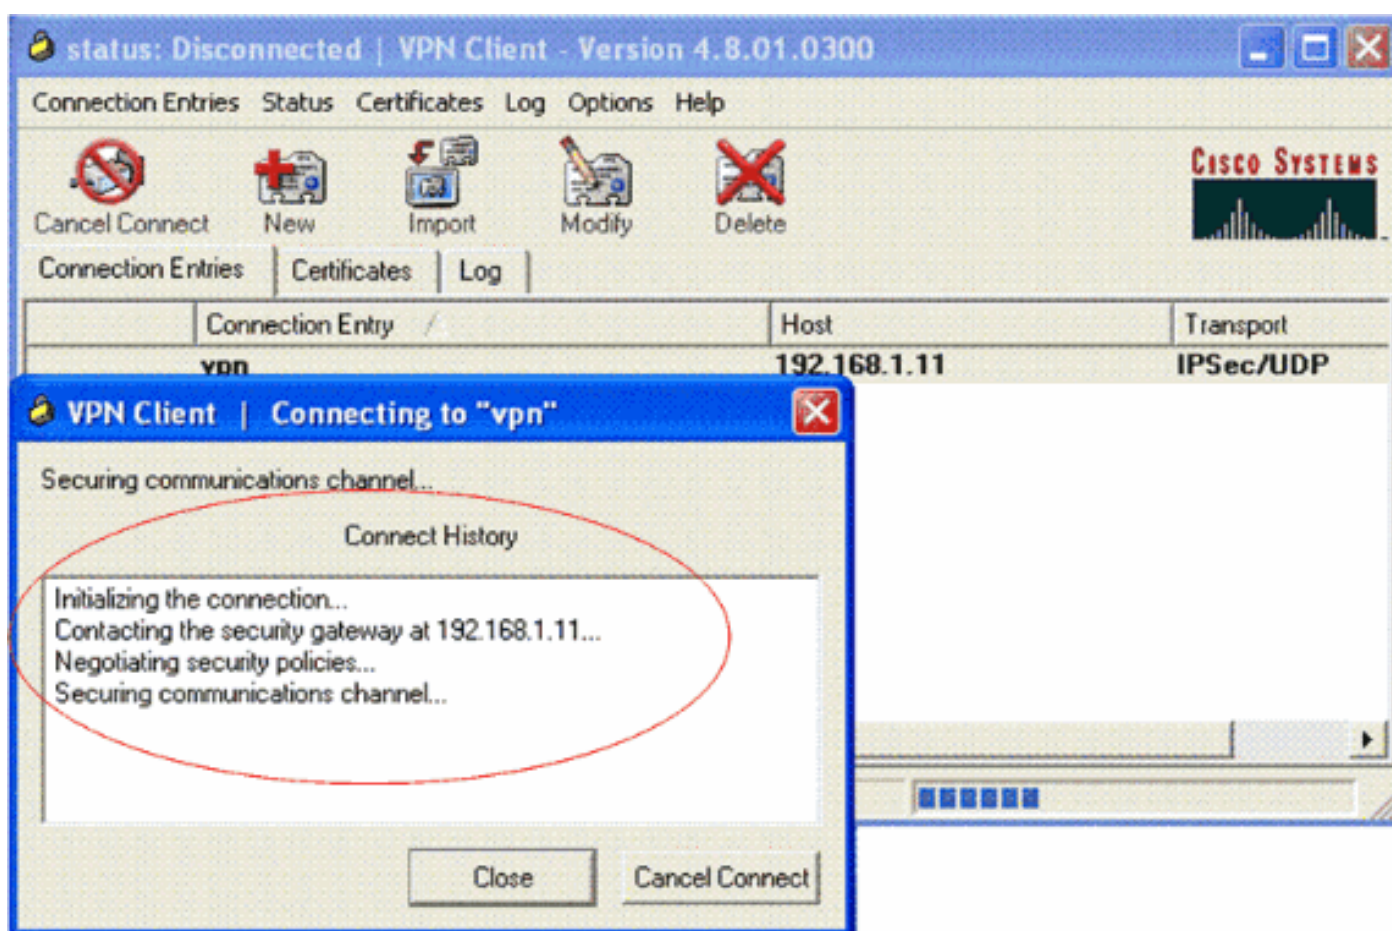 status: Disconnected | VPN Client - Version 4.8.01.0300
Connection Entries Status Certificates Log Options Help
Cancel Connect New Import Modify Delete
CISCO SYSTEMS
Connection Entries Certificates Log
Connection Entry Host Transport
vpn 192.168.1.11 IPSec/UDP
VPN Client | Connecting to "vpn"
Securing communications channel...
Connect History
Initializing the connection...
Contacting the security gateway at 192.168.1.11...
Negotiating security policies...
Securing communications channel...
Close Cancel Connect